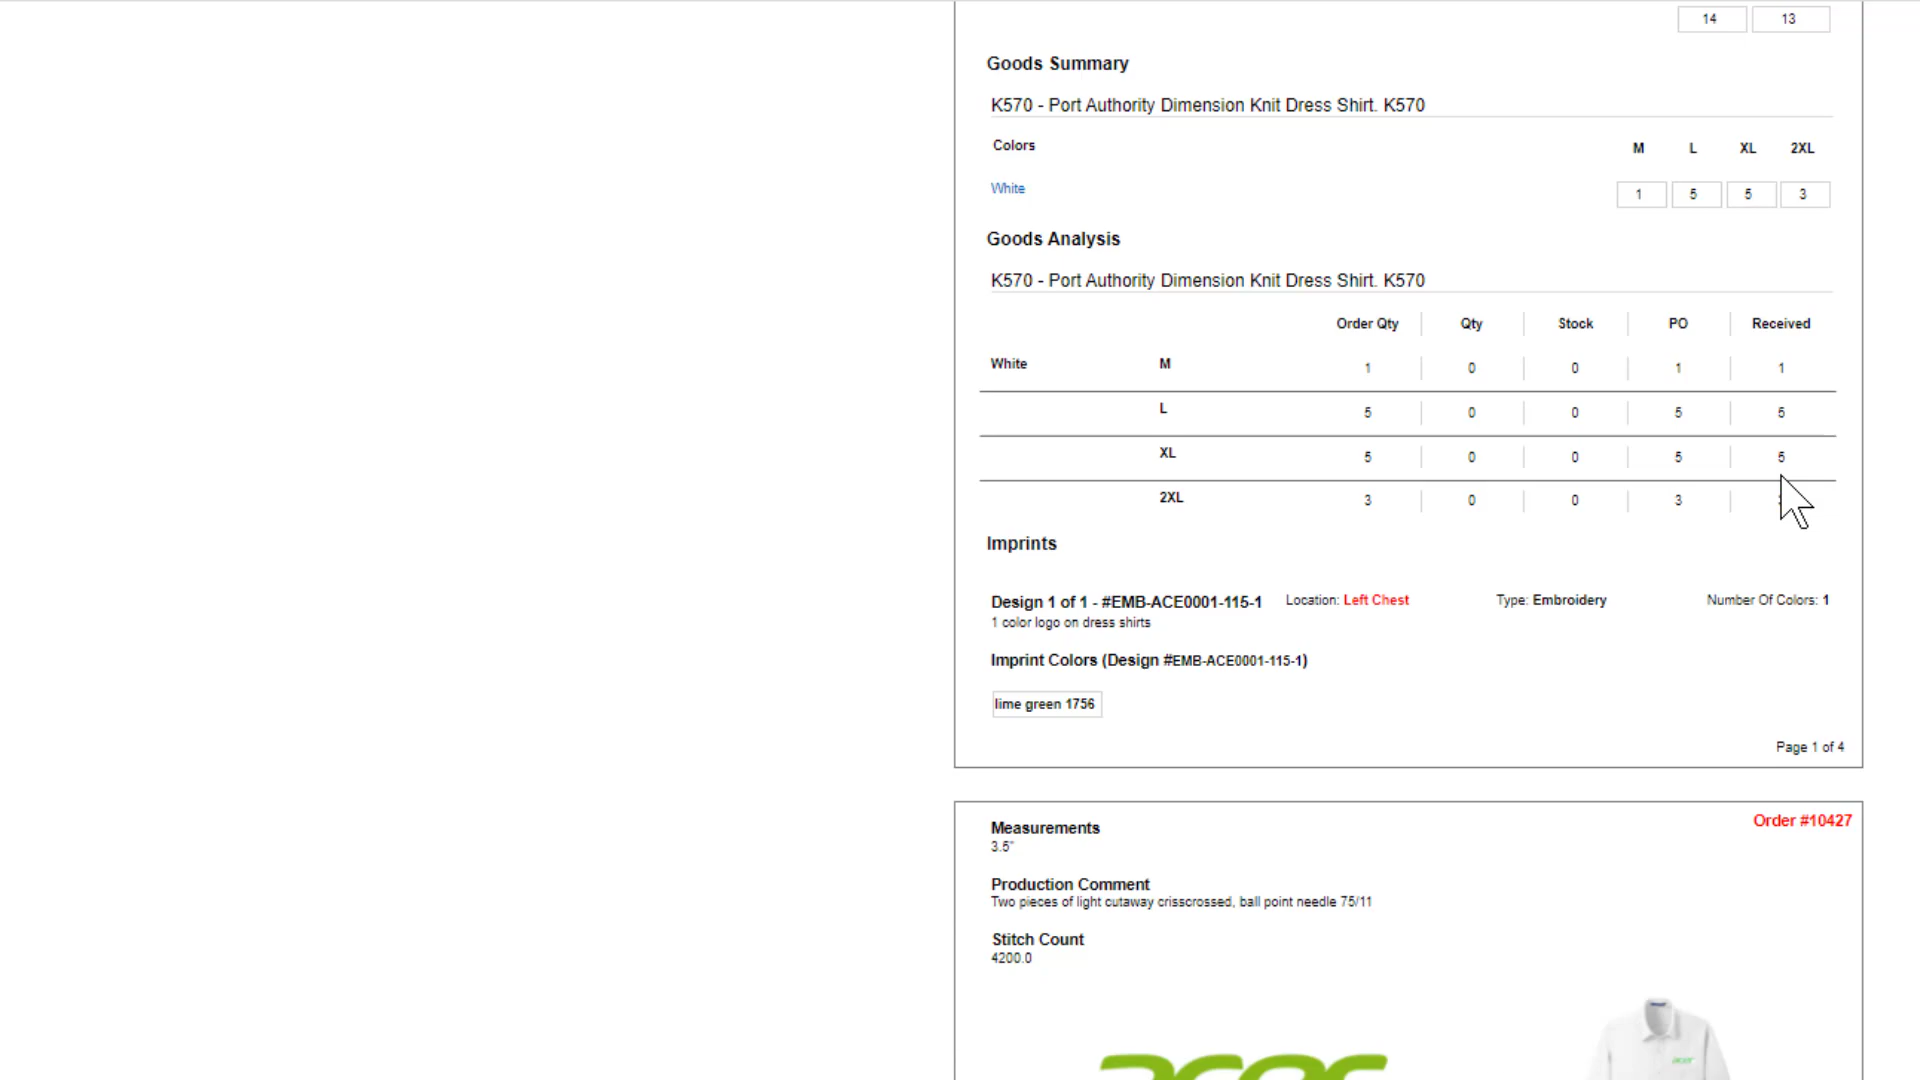 14 13
Goods Summary
K570 - Port Authority Dimension Knit Dress Shirt. K570
Colors M L XL 2XL
White 1 5 5 3
Goods Analysis
K570 - Port Authority Dimension Knit Dress Shirt. K570
Order Qty Qty Stock PO Received
White M 1 0 0 1 1
L 5 0 0 5 5
XL 5 0 0 5 5
2XL 3 0 0 3
Imprints
Design 1 of 1 - #EMB-ACE0001-115-1 Location: Left Chest Type: Embroidery Number Of Colors: 1
1 color logo on dress shirts
Imprint Colors (Design #EMB-ACE0001-115-1)
lime green 1756
Page 1 of 4
Order #10427
Measurements
3.5"
Production Comment
Two pieces of light cutaway crisscrossed, ball point needle 75/11
Stitch Count
4200.0
acer
acer